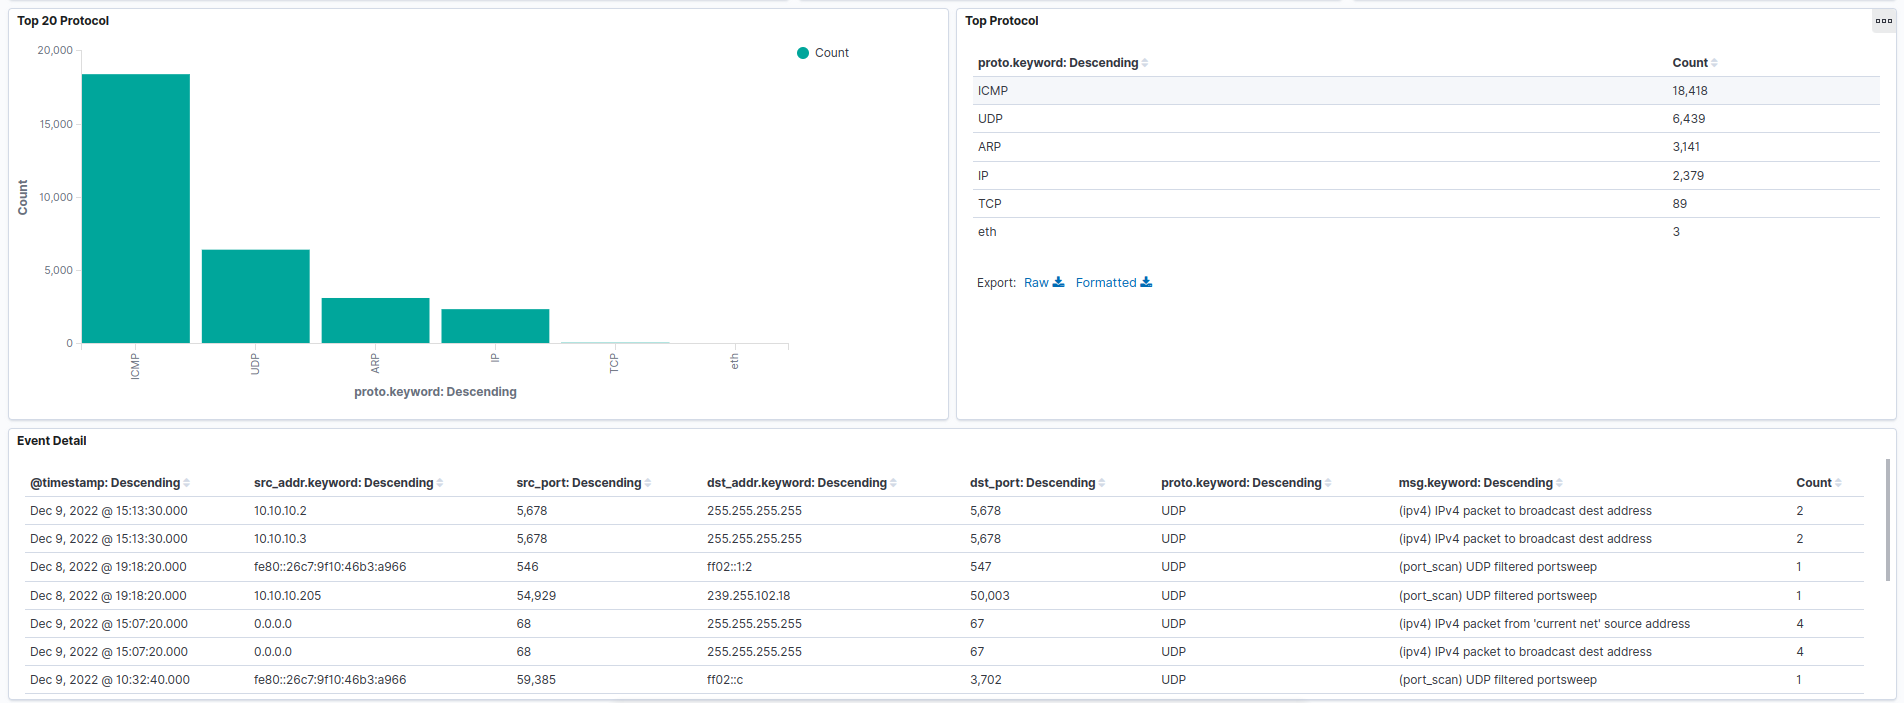 Top 20 Protocol
20,000
15,000
10,000
5,000
0
Count
ICMP
UDP
ARP
IP
TCP
eth
proto.keyword: Descending
Count
Top Protocol
proto.keyword: Descending Count
ICMP 18,418
UDP 6,439
ARP 3,141
IP 2,379
TCP 89
eth 3
Export: Raw Formatted
Event Detail
@timestamp: Descending src_addr.keyword: Descending src_port: Descending dst_addr.keyword: Descending dst_port: Descending proto.keyword: Descending msg.keyword: Descending Count
Dec 9, 2022 @ 15:13:30.000 10.10.10.2 5,678 255.255.255.255 5,678 UDP (ipv4) IPv4 packet to broadcast dest address 2
Dec 9, 2022 @ 15:13:30.000 10.10.10.3 5,678 255.255.255.255 5,678 UDP (ipv4) IPv4 packet to broadcast dest address 2
Dec 8, 2022 @ 19:18:20.000 fe80::26c7:9f10:46b3:a966 546 ff02::1:2 547 UDP (port_scan) UDP filtered portsweep 1
Dec 8, 2022 @ 19:18:20.000 10.10.10.205 54,929 239.255.102.18 50,003 UDP (port_scan) UDP filtered portsweep 1
Dec 9, 2022 @ 15:07:20.000 0.0.0.0 68 255.255.255.255 67 UDP (ipv4) IPv4 packet from 'current net' source address 4
Dec 9, 2022 @ 15:07:20.000 0.0.0.0 68 255.255.255.255 67 UDP (ipv4) IPv4 packet to broadcast dest address 4
Dec 9, 2022 @ 10:32:40.000 fe80::26c7:9f10:46b3:a966 59,385 ff02::c 3,702 UDP (port_scan) UDP filtered portsweep 1